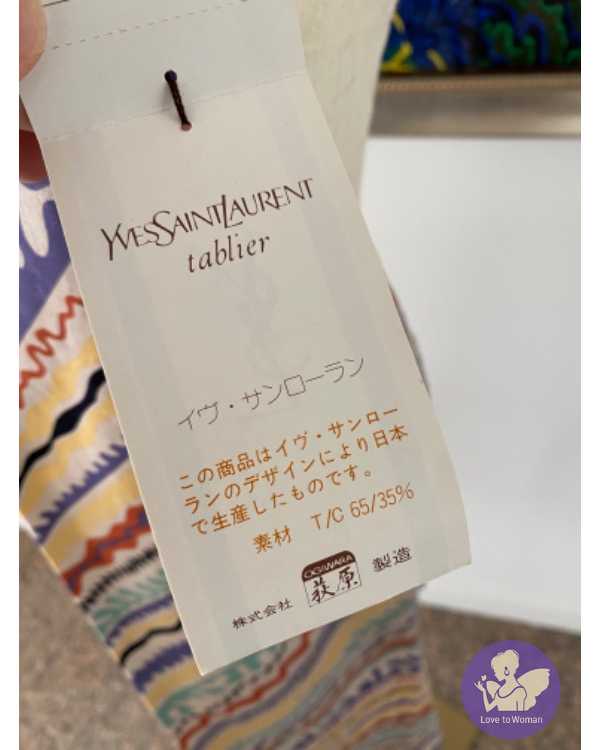 YVESSAINTLAURENT
tablier
イヴ・サンローラン
この商品はイヴ・サンロー
ランのデザインにより日本
で生産したものです。
素材 T/C 65/35%
株式会社 OGIWARA 荻原 製造
Love to Woman